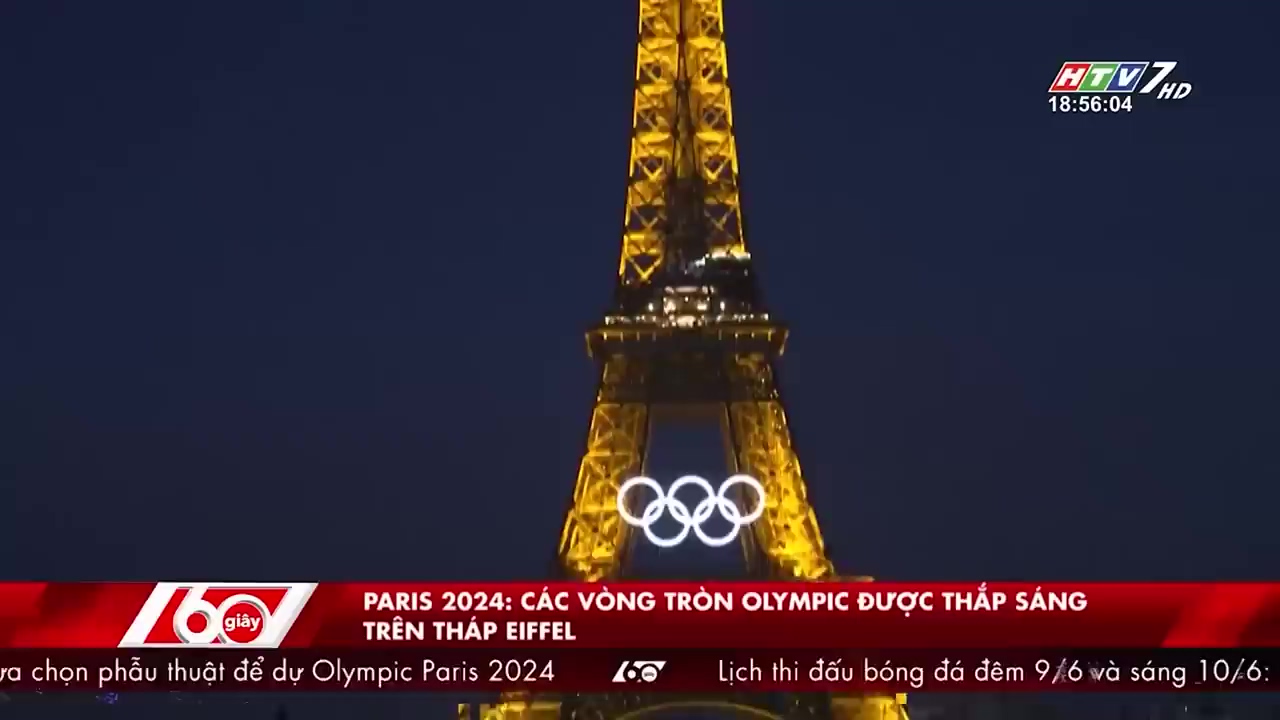 HTV7 HD
18:56:04
60 giây
PARIS 2024: CÁC VÒNG TRÒN OLYMPIC ĐƯỢC THẮP SÁNG
TRÊN THÁP EIFFEL
chọn phẫu thuật để dự Olympic Paris 2024 60 giây Lịch thi đấu bóng đá đêm 9/6 và sáng 10/6: